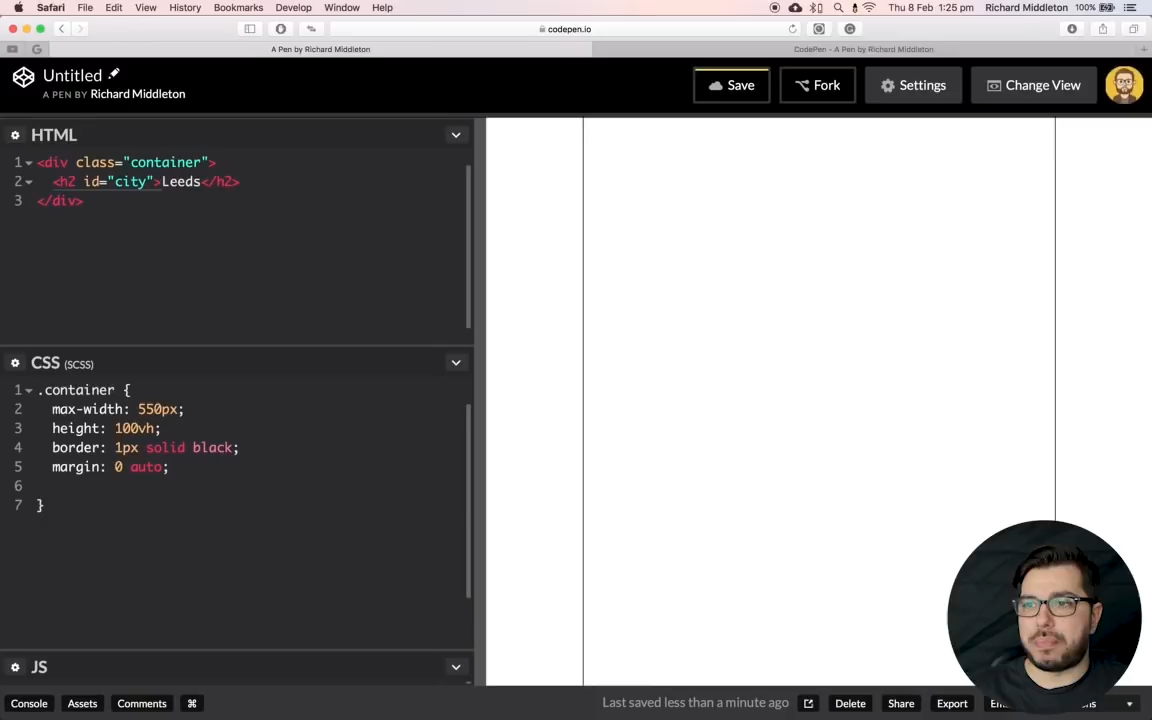 Safari File Edit View History Bookmarks Develop Window Help Thu 8 Feb 1:25 pm Richard Middleton 100%
codepen.io
A Pen by Richard Middleton CodePen - A Pen by Richard Middleton
Untitled
A PEN BY Richard Middleton
Save Fork Settings Change View
HTML
1 <div class="container">
2 <h2 id="city">Leeds</h2>
3 </div>
CSS (SCSS)
1 .container {
2 max-width: 550px;
3 height: 100vh;
4 border: 1px solid black;
5 margin: 0 auto;
6
7 }
JS
Console Assets Comments ⌘ Last saved less than a minute ago Delete Share Export